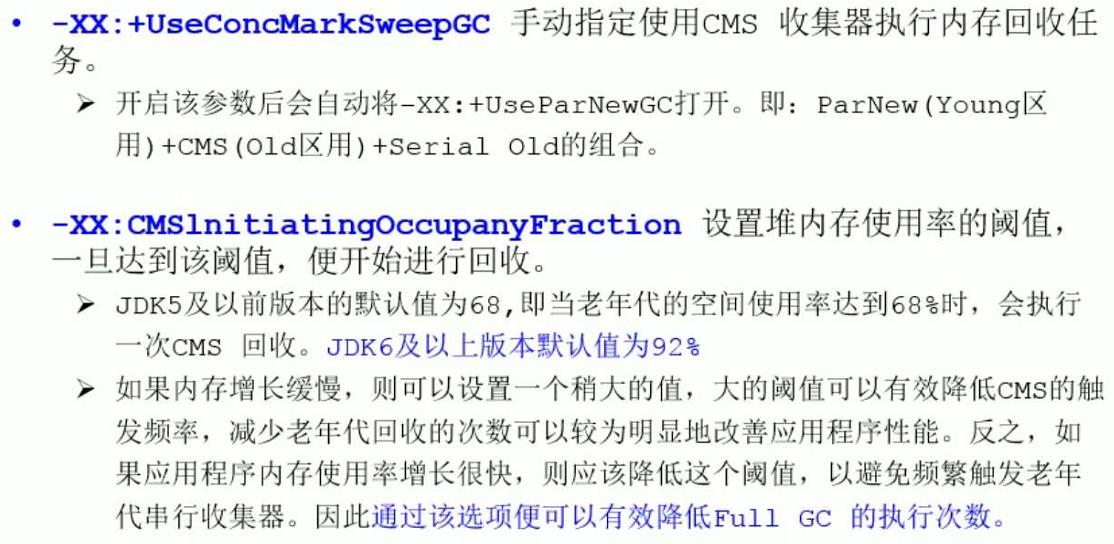 • -XX:+UseConcMarkSweepGC 手动指定使用CMS 收集器执行内存回收任
务。
➢ 开启该参数后会自动将-XX:+UseParNewGC打开。即：ParNew(Young区
用)+CMS(Old区用)+Serial Old的组合。
• -XX:CMSlnitiatingOccupanyFraction 设置堆内存使用率的阈值，
一旦达到该阈值，便开始进行回收。
➢ JDK5及以前版本的默认值为68,即当老年代的空间使用率达到68%时，会执行
一次CMS 回收。JDK6及以上版本默认值为92%
➢ 如果内存增长缓慢，则可以设置一个稍大的值，大的阈值可以有效降低CMS的触
发频率，减少老年代回收的次数可以较为明显地改善应用程序性能。反之，如
果应用程序内存使用率增长很快，则应该降低这个阈值，以避免频繁触发老年
代串行收集器。因此通过该选项便可以有效降低Full GC 的执行次数。